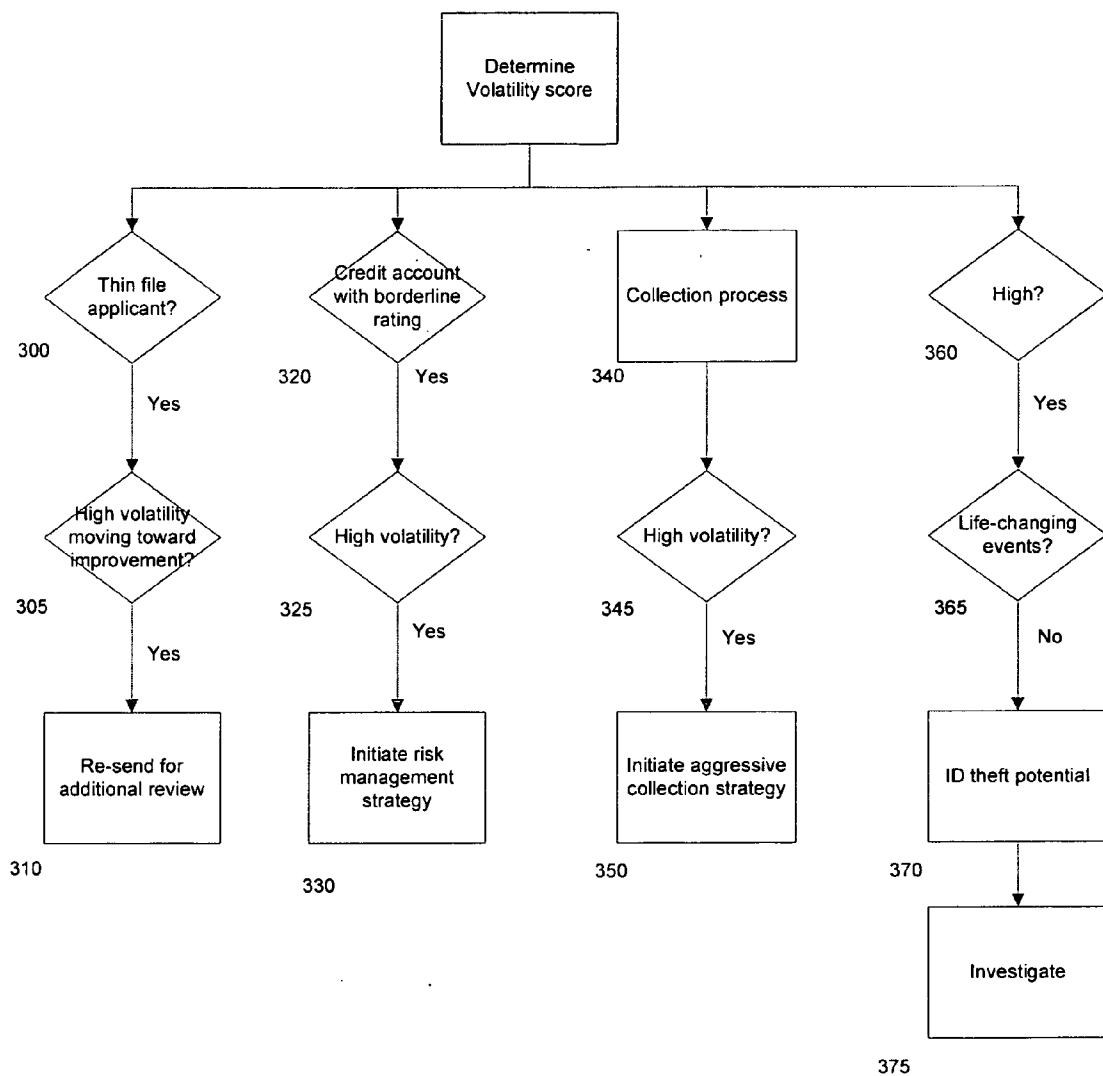 Determine
Volatility score
Thin file
applicant?
300
Yes
High volatility
moving toward
improvement?
305
Yes
Re-send for
additional review
310
Credit account
with borderline
rating
320
Yes
High volatility?
325
Yes
Initiate risk
management
strategy
330
Collection process
340
High volatility?
345
Yes
Initiate aggressive
collection strategy
350
High?
360
Yes
Life-changing
events?
365
No
ID theft potential
370
Investigate
375